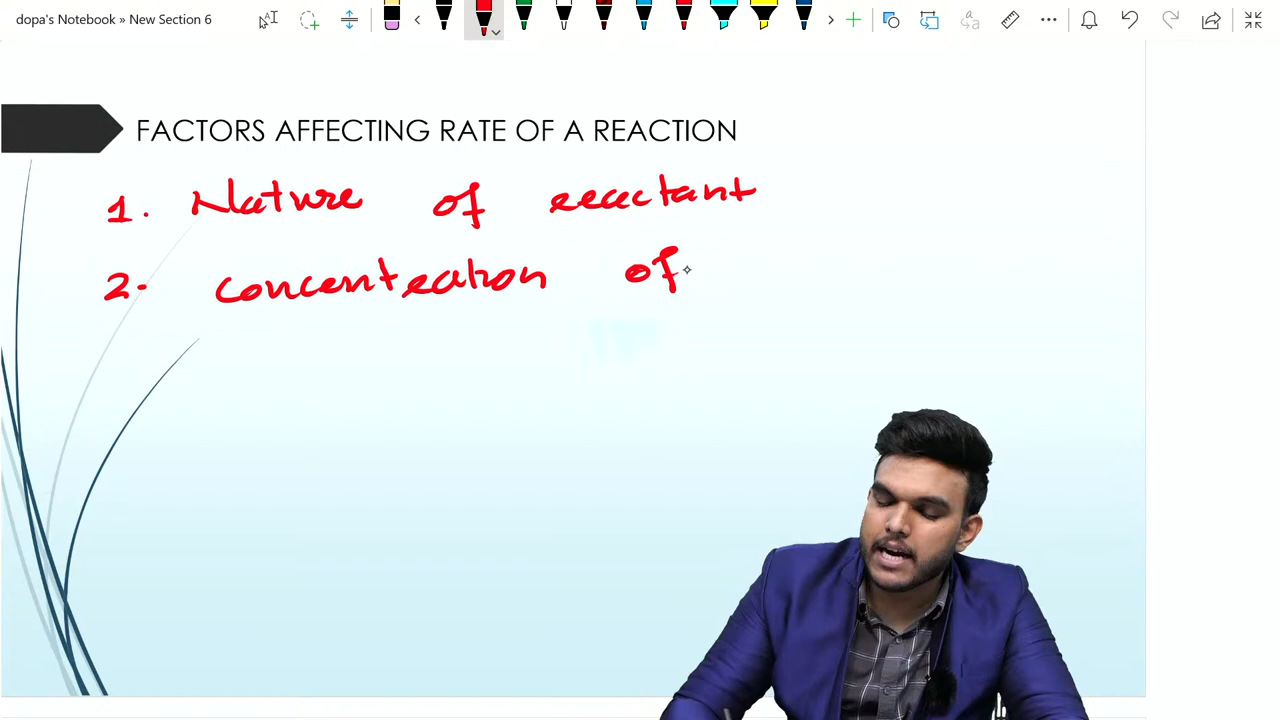 dopa's Notebook » New Section 6
FACTORS AFFECTING RATE OF A REACTION
1. Nature of reactant
2. concentration of